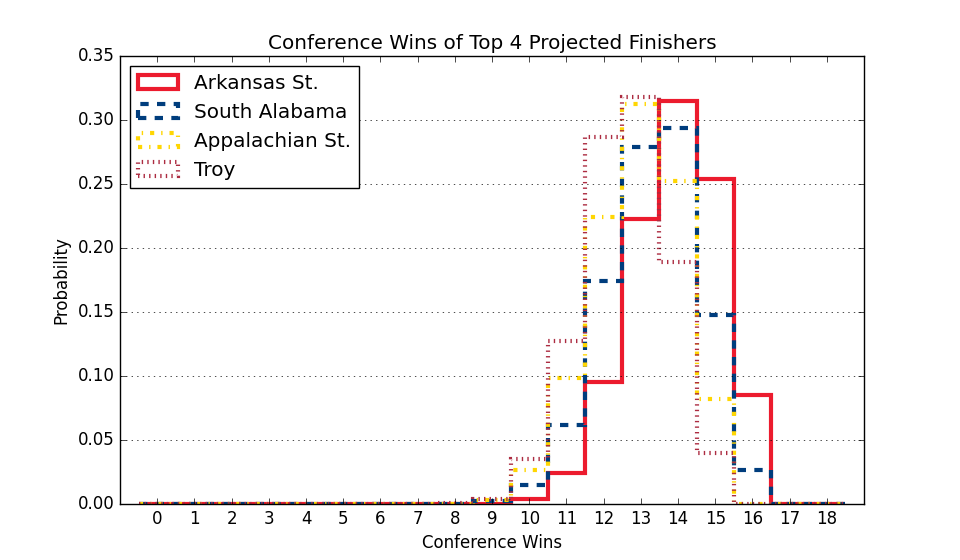 Conference Wins of Top 4 Projected Finishers
Arkansas St.
South Alabama
Appalachian St.
Troy
0.35
0.30
0.25
0.20
0.15
0.10
0.05
0.00
Probability
0 1 2 3 4 5 6 7 8 9 10 11 12 13 14 15 16 17 18
Conference Wins